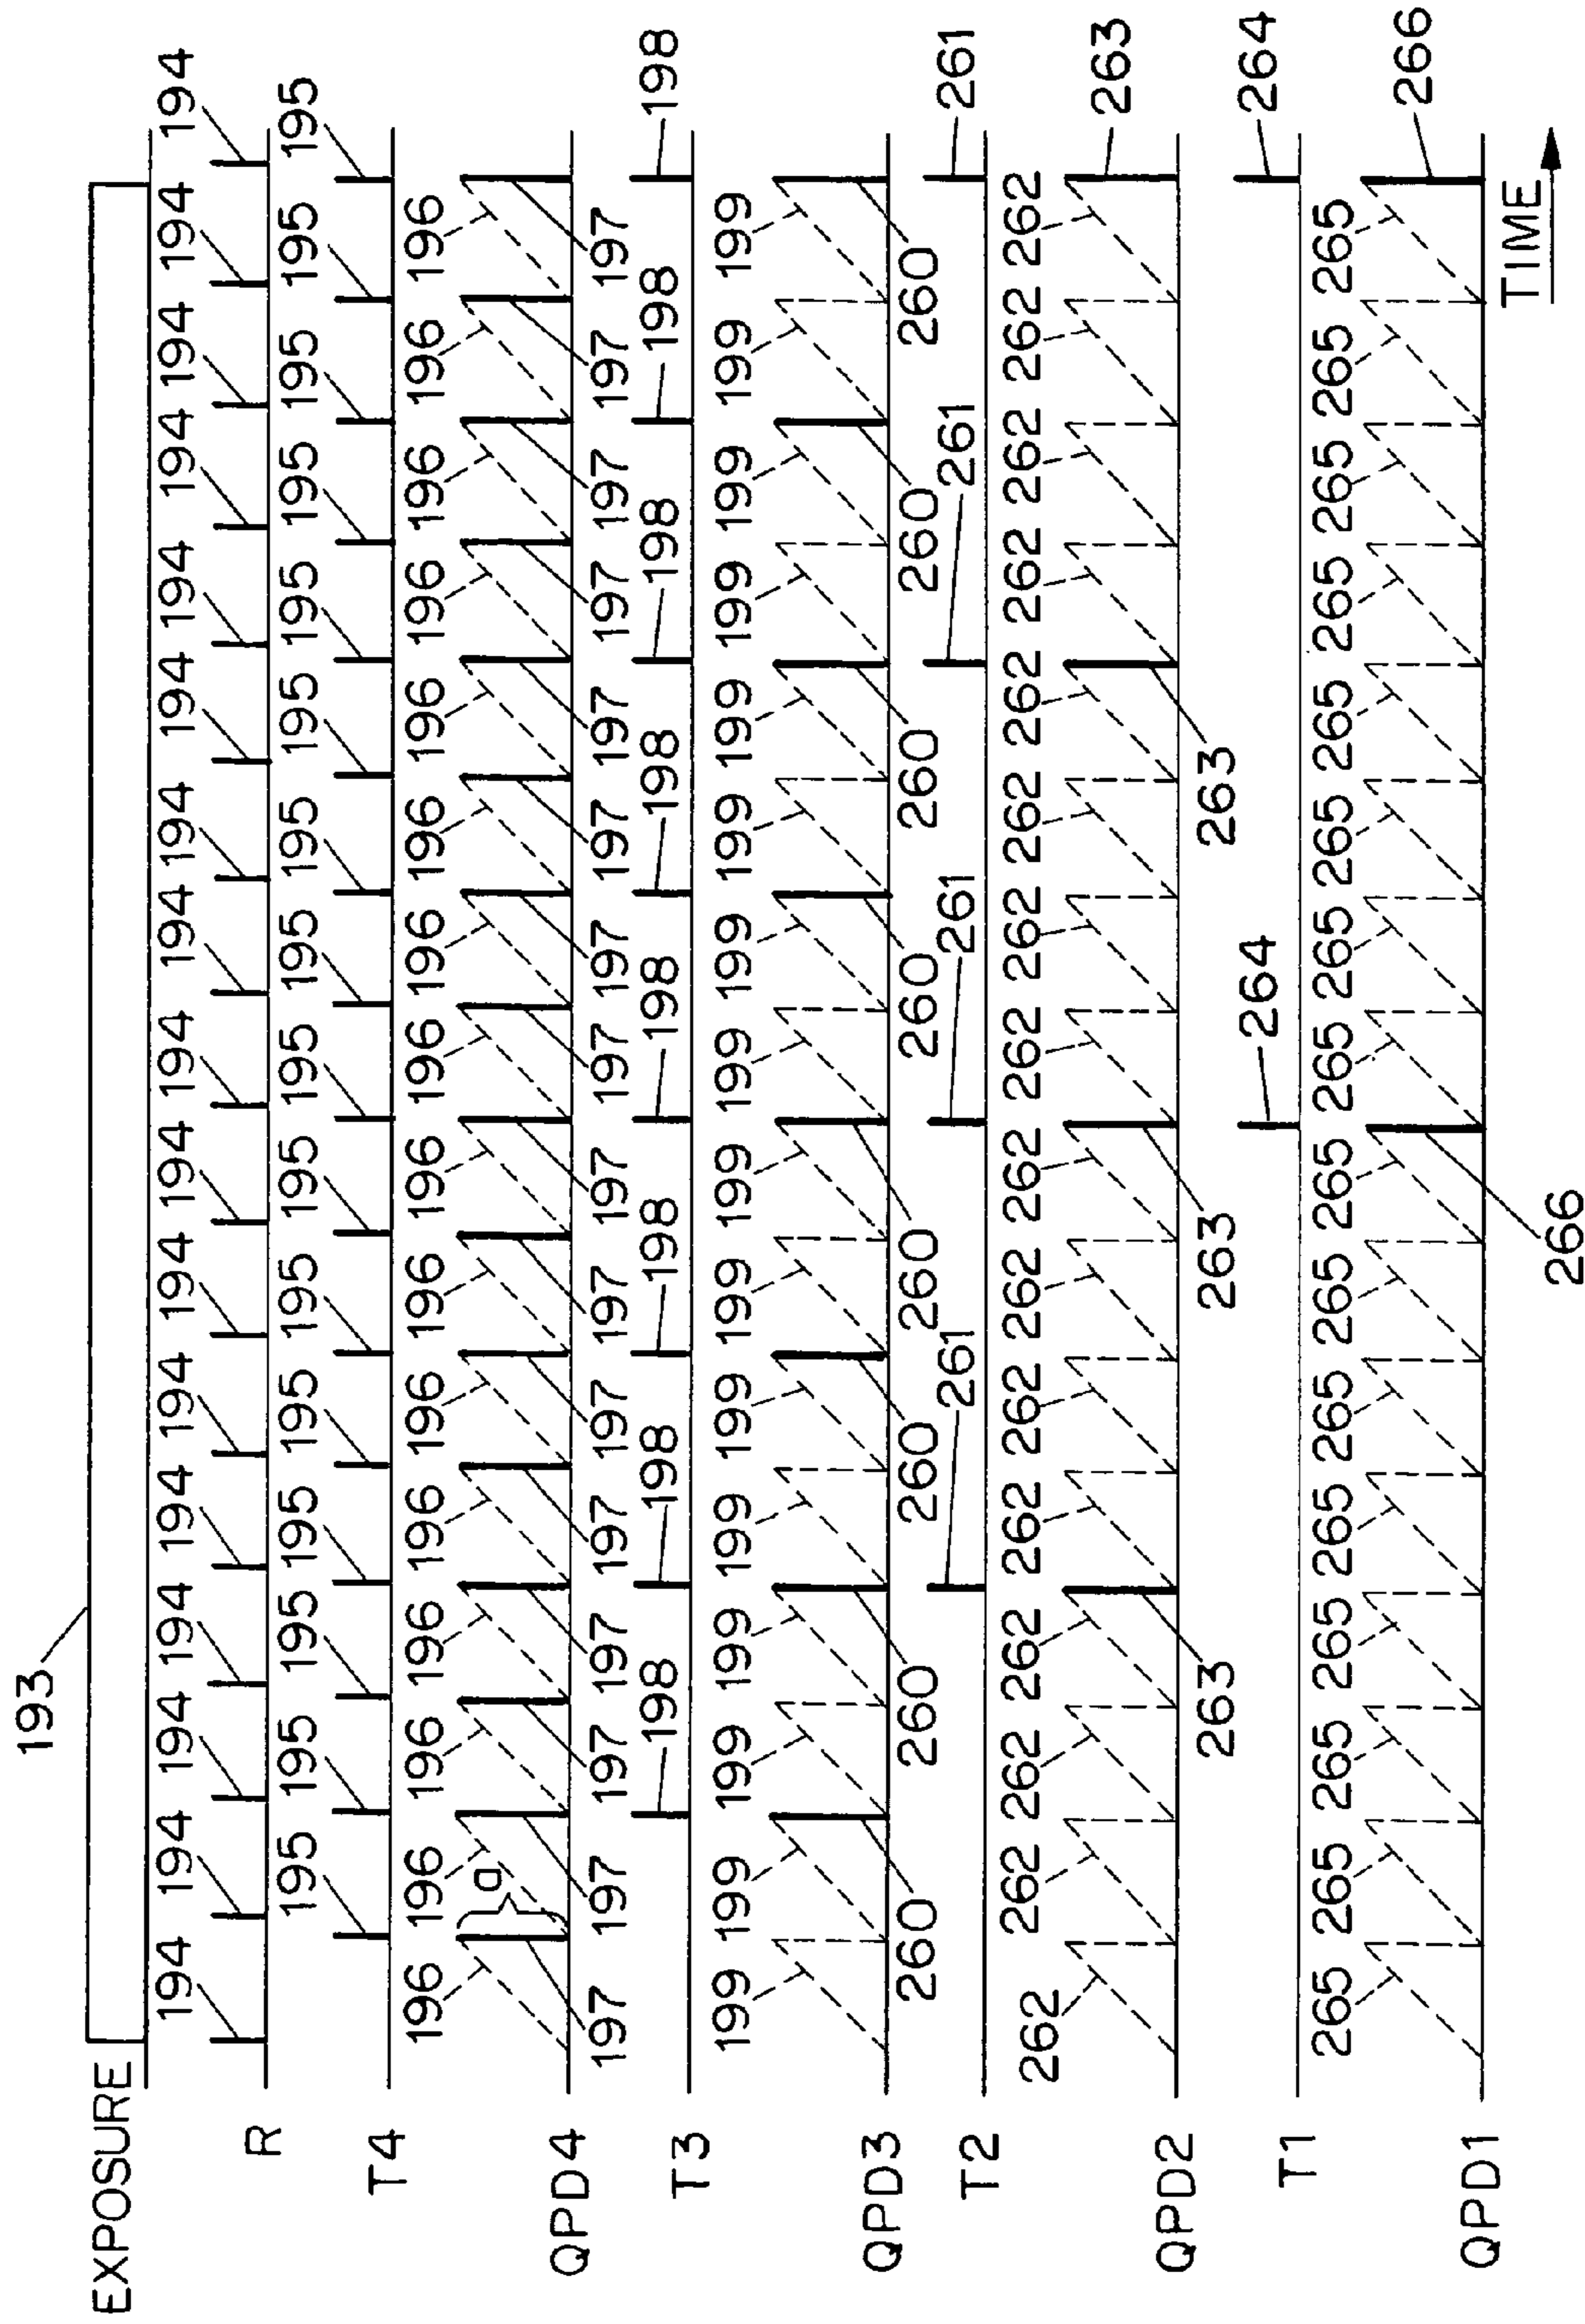 193
EXPOSURE
194 194 194 194 194 194 194 194 194 194 194 194 194 194 194 194 194
R
195 195 195 195 195 195 195 195 195 195 195 195 195 195 195 195
T4
196 196 196 196 196 196 196 196 196 196 196 196 196 196 196 196
a
QPD4
197 197 197 197 197 197 197 197 197 197 197 197 197 197 197 197
198 198 198 198 198 198 198 198
T3
199 199 199 199 199 199 199 199 199 199 199 199 199 199 199 199
QPD3
260 260 260 260 260 260 260 260
261 261 261 261
T2
262 262 262 262 262 262 262 262 262 262 262 262 262 262 262 262
263
QPD2
263 263 263
264 264
T1
265 265 265 265 265 265 265 265 265 265 265 265 265 265 265 265
266
QPD1
TIME
266